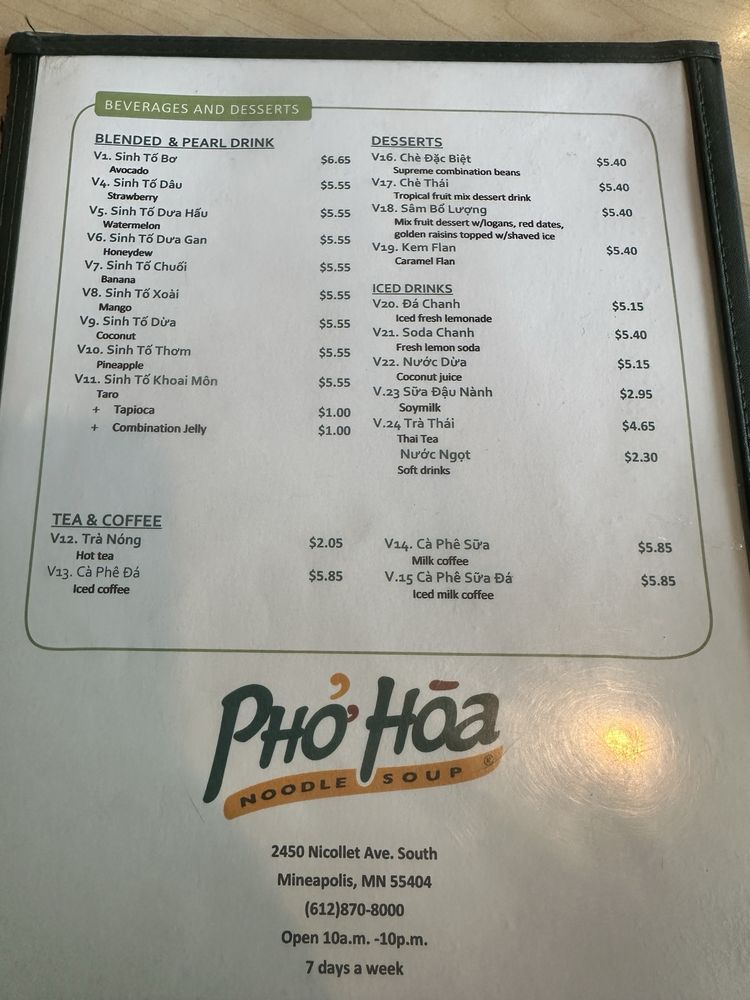 BEVERAGES AND DESSERTS
BLENDED & PEARL DRINK
V1. Sinh Tố Bơ $6.65
Avocado
V4. Sinh Tố Dâu $5.55
Strawberry
V5. Sinh Tố Dưa Hấu $5.55
Watermelon
V6. Sinh Tố Dưa Gan $5.55
Honeydew
V7. Sinh Tố Chuối $5.55
Banana
V8. Sinh Tố Xoài $5.55
Mango
V9. Sinh Tố Dừa $5.55
Coconut
V10. Sinh Tố Thơm $5.55
Pineapple
V11. Sinh Tố Khoai Môn $5.55
Taro
+ Tapioca $1.00
+ Combination Jelly $1.00
DESSERTS
V16. Chè Đặc Biệt $5.40
Supreme combination beans
V17. Chè Thái $5.40
Tropical fruit mix dessert drink
V18. Sâm Bổ Lượng $5.40
Mix fruit dessert w/logans, red dates,
golden raisins topped w/shaved ice
V19. Kem Flan $5.40
Caramel Flan
ICED DRINKS
V20. Đá Chanh $5.15
Iced fresh lemonade
V21. Soda Chanh $5.40
Fresh lemon soda
V22. Nước Dừa $5.15
Coconut juice
V.23 Sữa Đậu Nành $2.95
Soymilk
V.24 Trà Thái $4.65
Thai Tea
Nước Ngọt $2.30
Soft drinks
TEA & COFFEE
V12. Trà Nóng $2.05
Hot tea
V13. Cà Phê Đá $5.85
Iced coffee
V14. Cà Phê Sữa $5.85
Milk coffee
V.15 Cà Phê Sữa Đá $5.85
Iced milk coffee
PHỞ HÒA
NOODLE SOUP ®
2450 Nicollet Ave. South
Mineapolis, MN 55404
(612)870-8000
Open 10a.m. -10p.m.
7 days a week